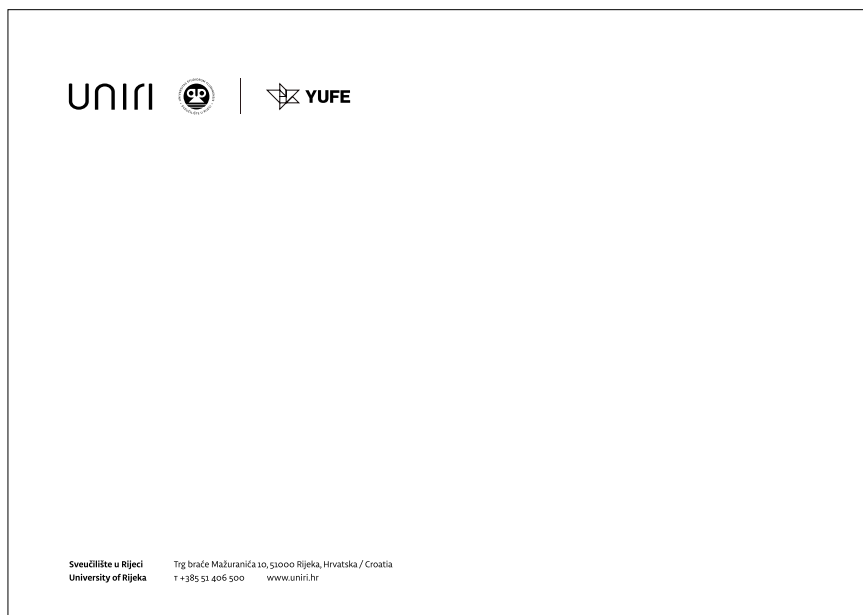 UNIRI
YUFE
Sveučilište u Rijeci Trg braće Mažuranića 10, 51000 Rijeka, Hrvatska / Croatia
University of Rijeka T +385 51 406 500 www.uniri.hr